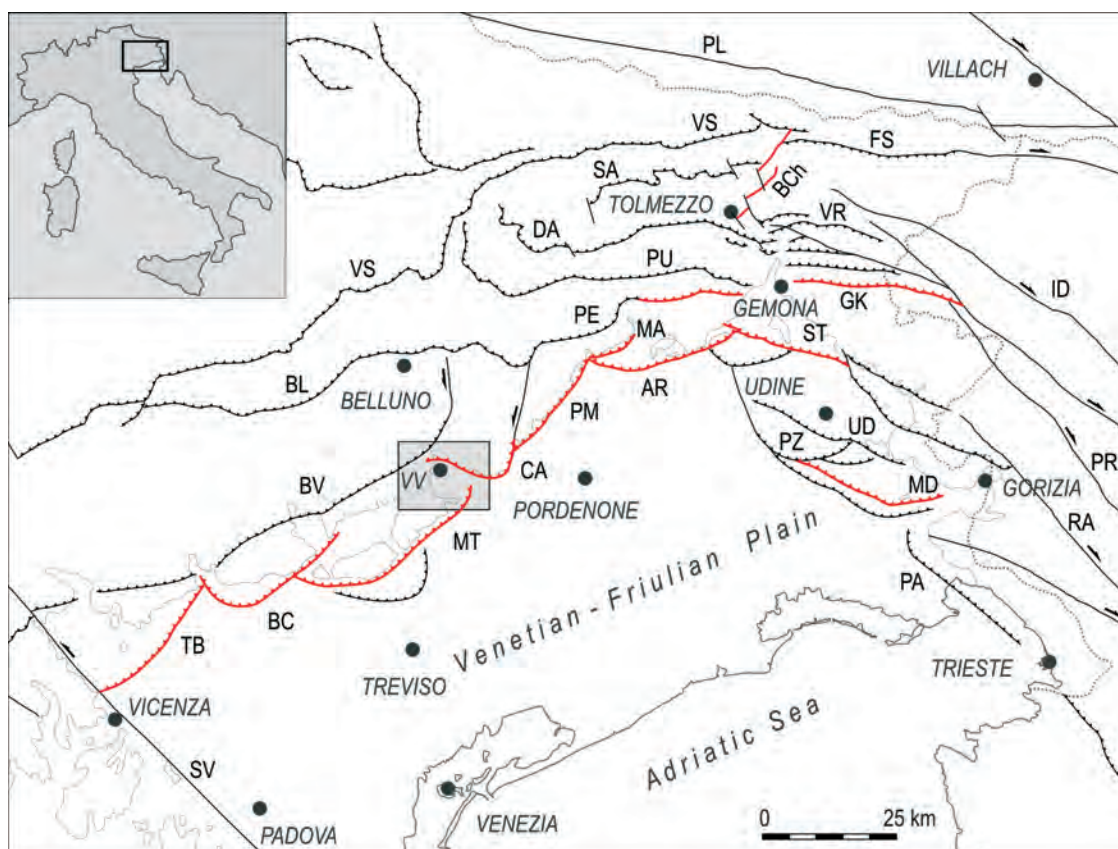 PL
VILLACH
VS
FS
SA
BCh
TOLMEZZO
VR
DA
VS
PU
ID
GEMONA
GK
PE
MA
ST
BL
BELLUNO
AR
UDINE
PM
UD
PZ
PR
BV
VV
CA
MD
GORIZIA
PORDENONE
MT
RA
Venetian-Friulian Plain
PA
BC
TB
TREVISO
TRIESTE
VICENZA
Adriatic Sea
SV
VENEZIA
PADOVA
0 25 km